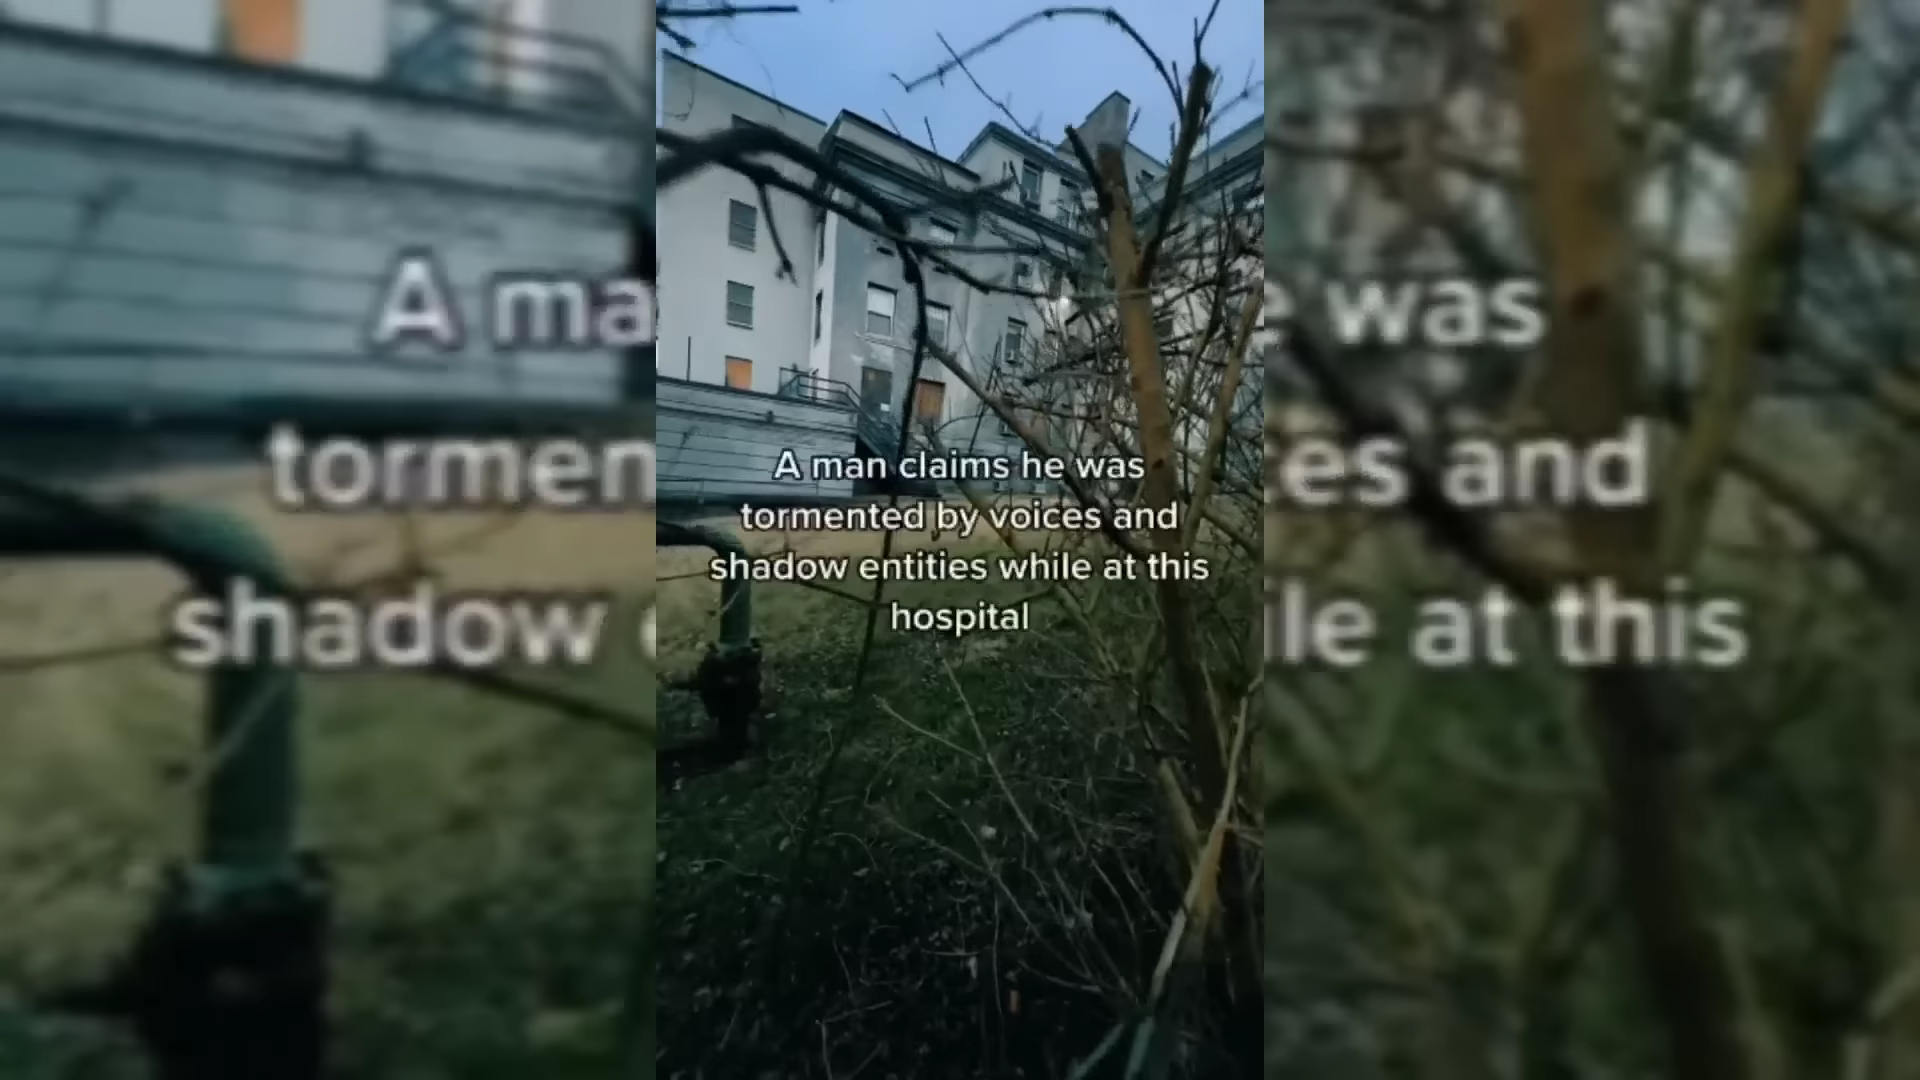 A man claims he was
tormented by voices and
shadow entities while at this
hospital